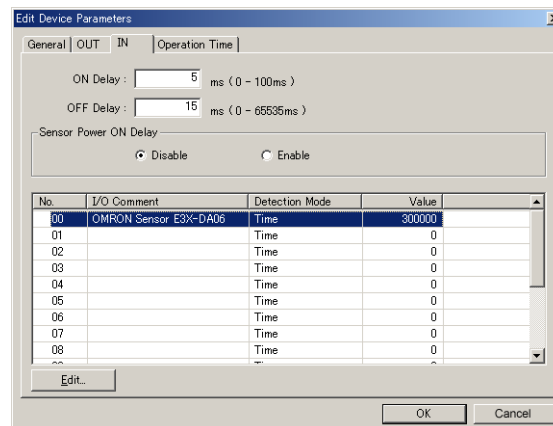 Edit Device Parameters
General OUT IN Operation Time
ON Delay : 5 ms ( 0 - 100ms )
OFF Delay : 15 ms ( 0 - 65535ms )
Sensor Power ON Delay
Disable Enable
No. I/O Comment Detection Mode Value
00 OMRON Sensor E3X-DA06 Time 300000
01 Time 0
02 Time 0
03 Time 0
04 Time 0
05 Time 0
06 Time 0
07 Time 0
08 Time 0
Edit...
OK Cancel